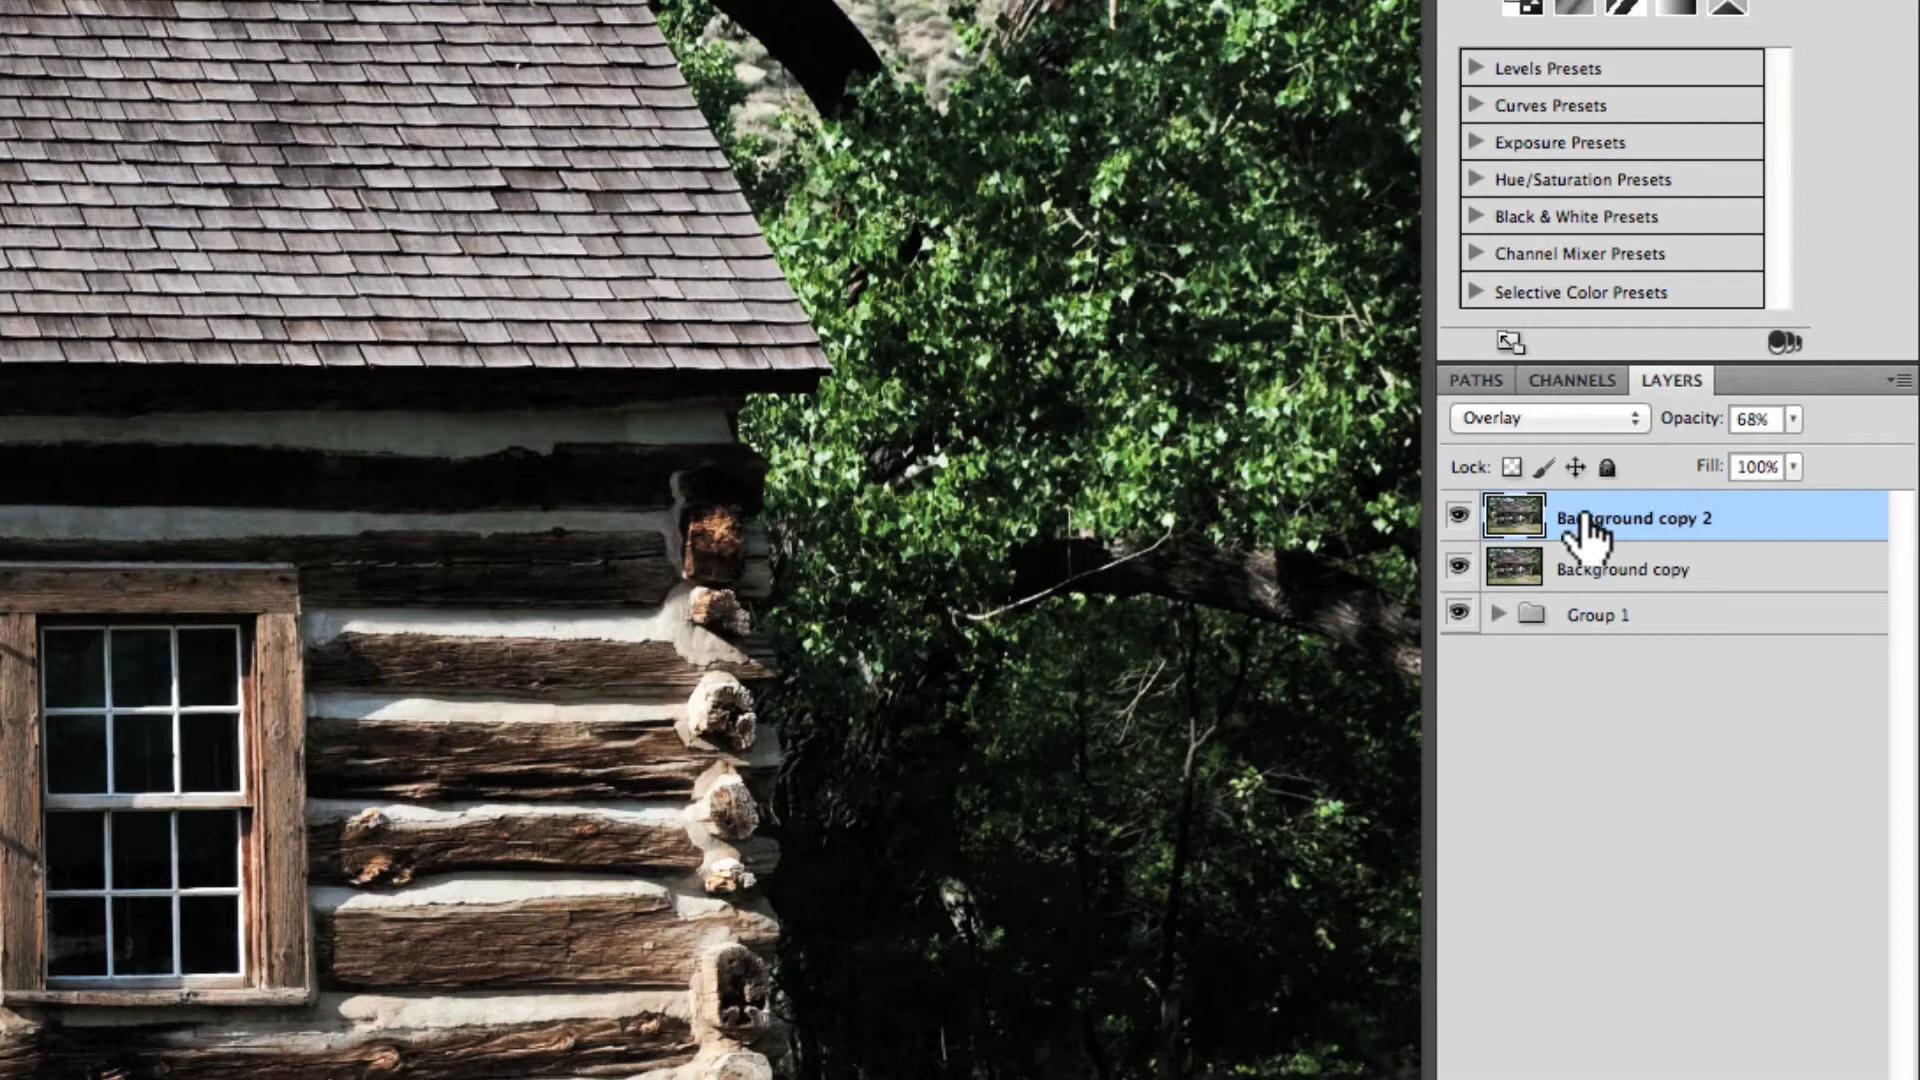 Levels Presets
Curves Presets
Exposure Presets
Hue/Saturation Presets
Black & White Presets
Channel Mixer Presets
Selective Color Presets
PATHS CHANNELS LAYERS
Overlay Opacity: 68%
Lock: Fill: 100%
Background copy 2
Background copy
Group 1